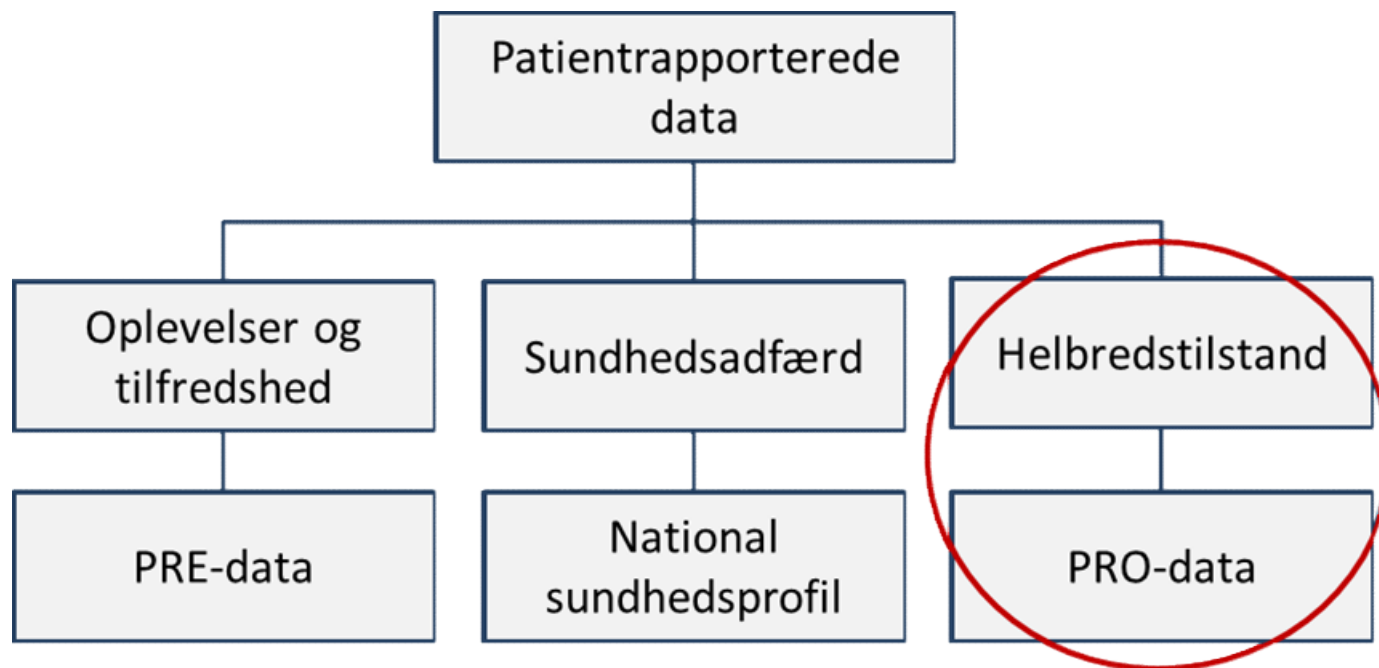 Patientrapporterede
data
Oplevelser og
tilfredshed
Sundhedsadfærd
Helbredstilstand
PRE-data
National
sundhedsprofil
PRO-data